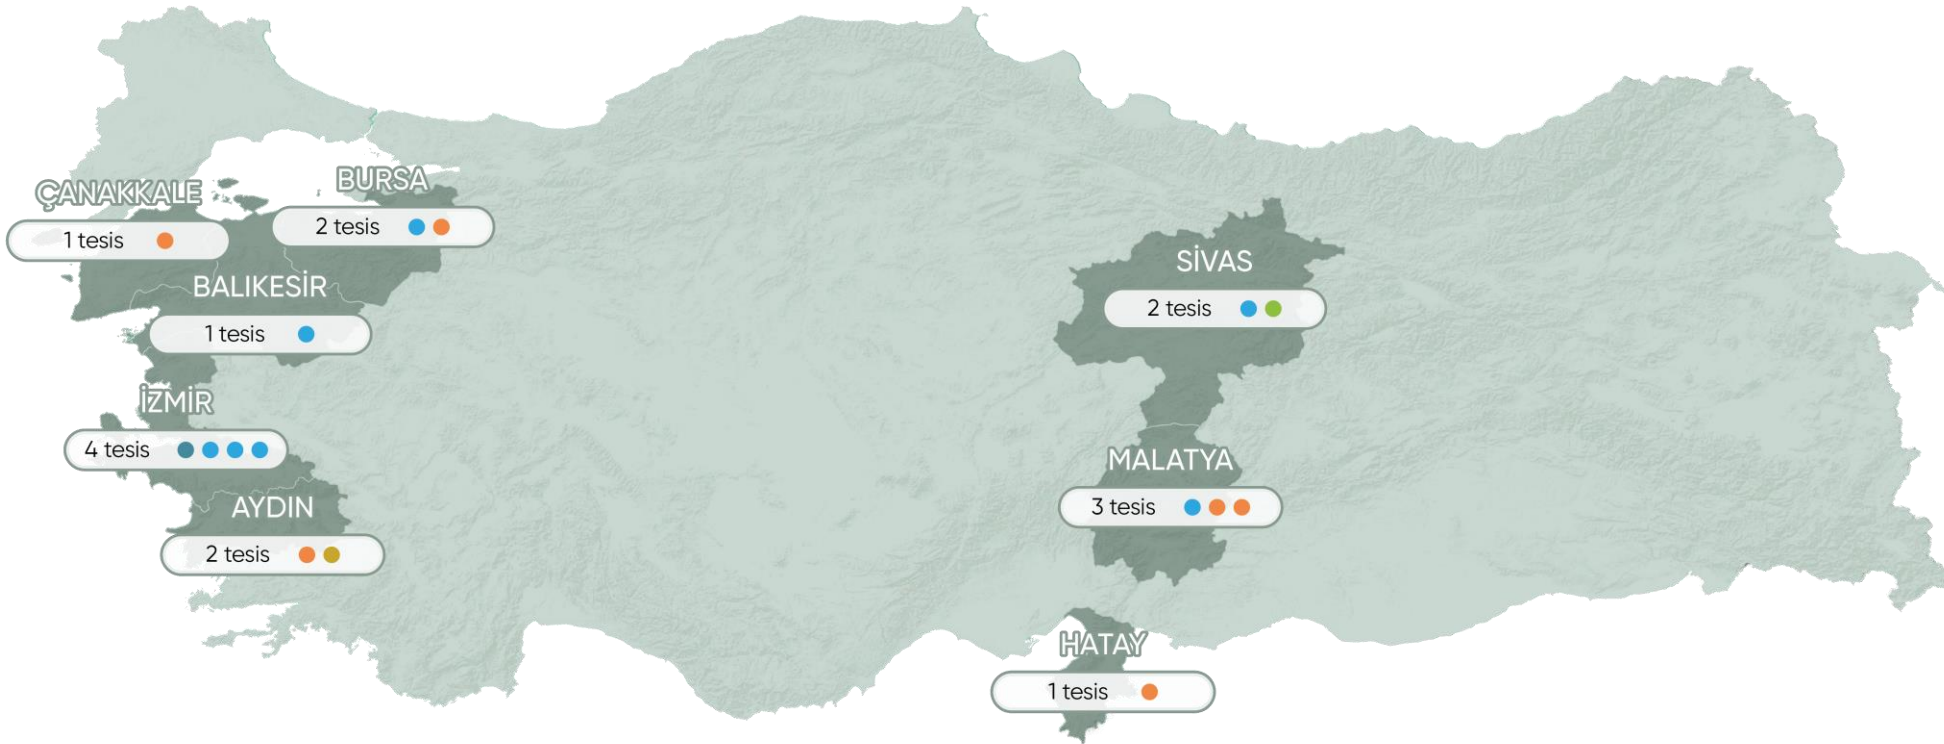 ÇANAKKALE
1 tesis
BURSA
2 tesis
BALIKESİR
1 tesis
İZMİR
4 tesis
AYDIN
2 tesis
SİVAS
2 tesis
MALATYA
3 tesis
HATAY
1 tesis